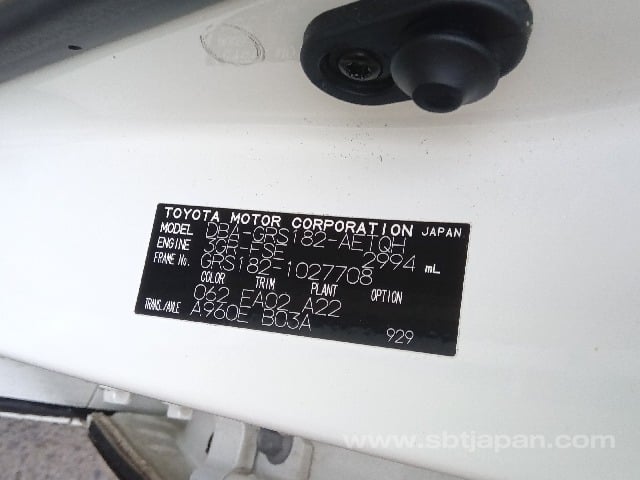 TOYOTA MOTOR CORPORATION JAPAN
MODEL DBA-GRS182-AETQH
ENGINE 3GR-FSE 2994 mL
FRAME No. GRS182-1027708
COLOR TRIM PLANT OPTION
062 EA02 A22
TRANS./AXLE A960E B03A 929
www.sbtjapan.com